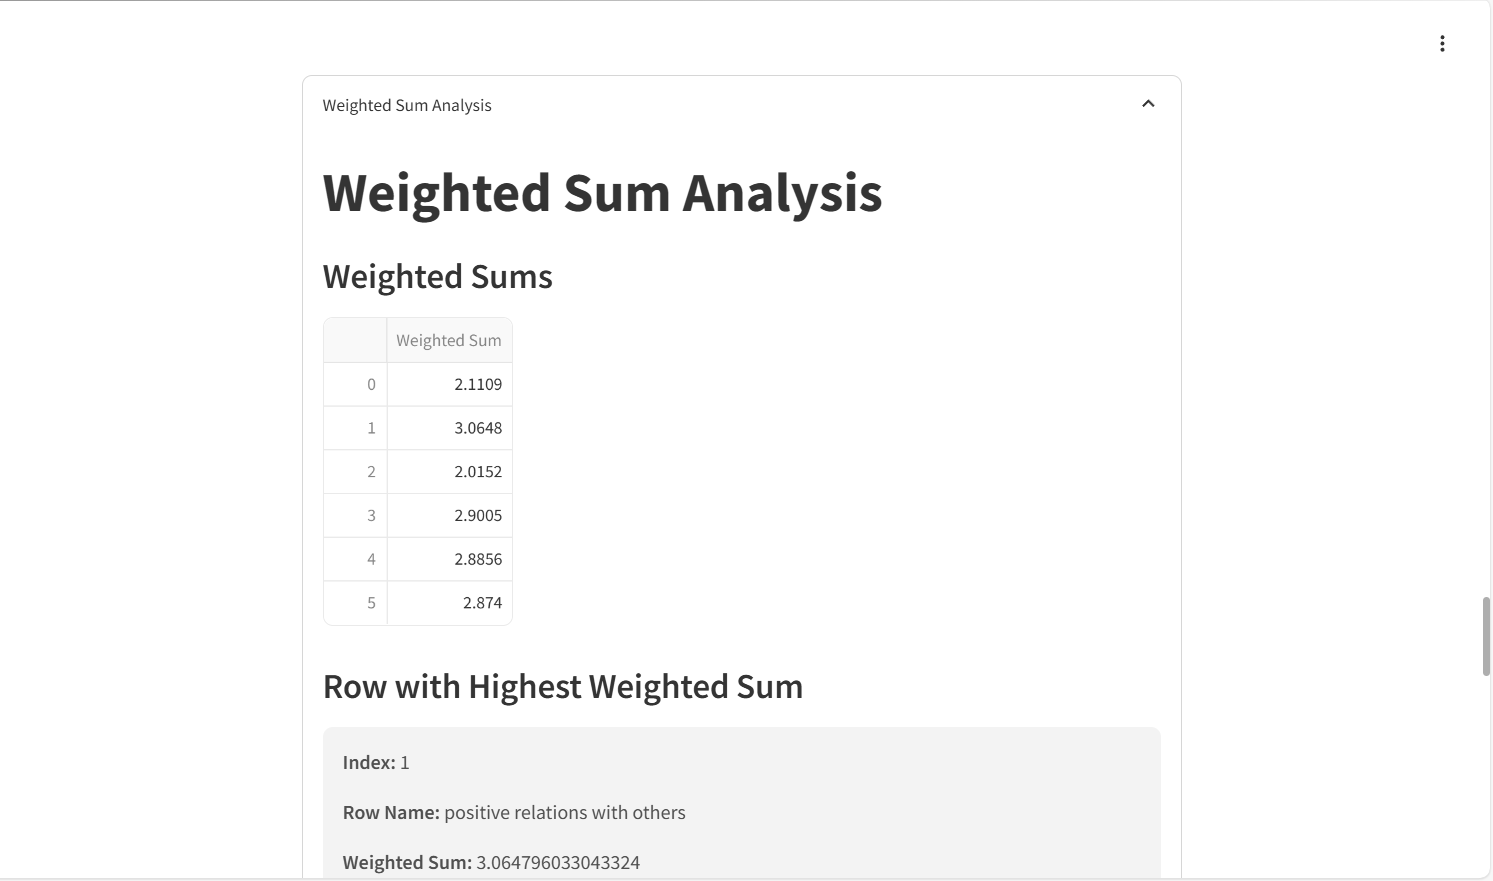 Weighted Sum Analysis
Weighted Sum Analysis
Weighted Sums
Weighted Sum
0 2.1109
1 3.0648
2 2.0152
3 2.9005
4 2.8856
5 2.874
Row with Highest Weighted Sum
Index: 1
Row Name: positive relations with others
Weighted Sum: 3.064796033043324